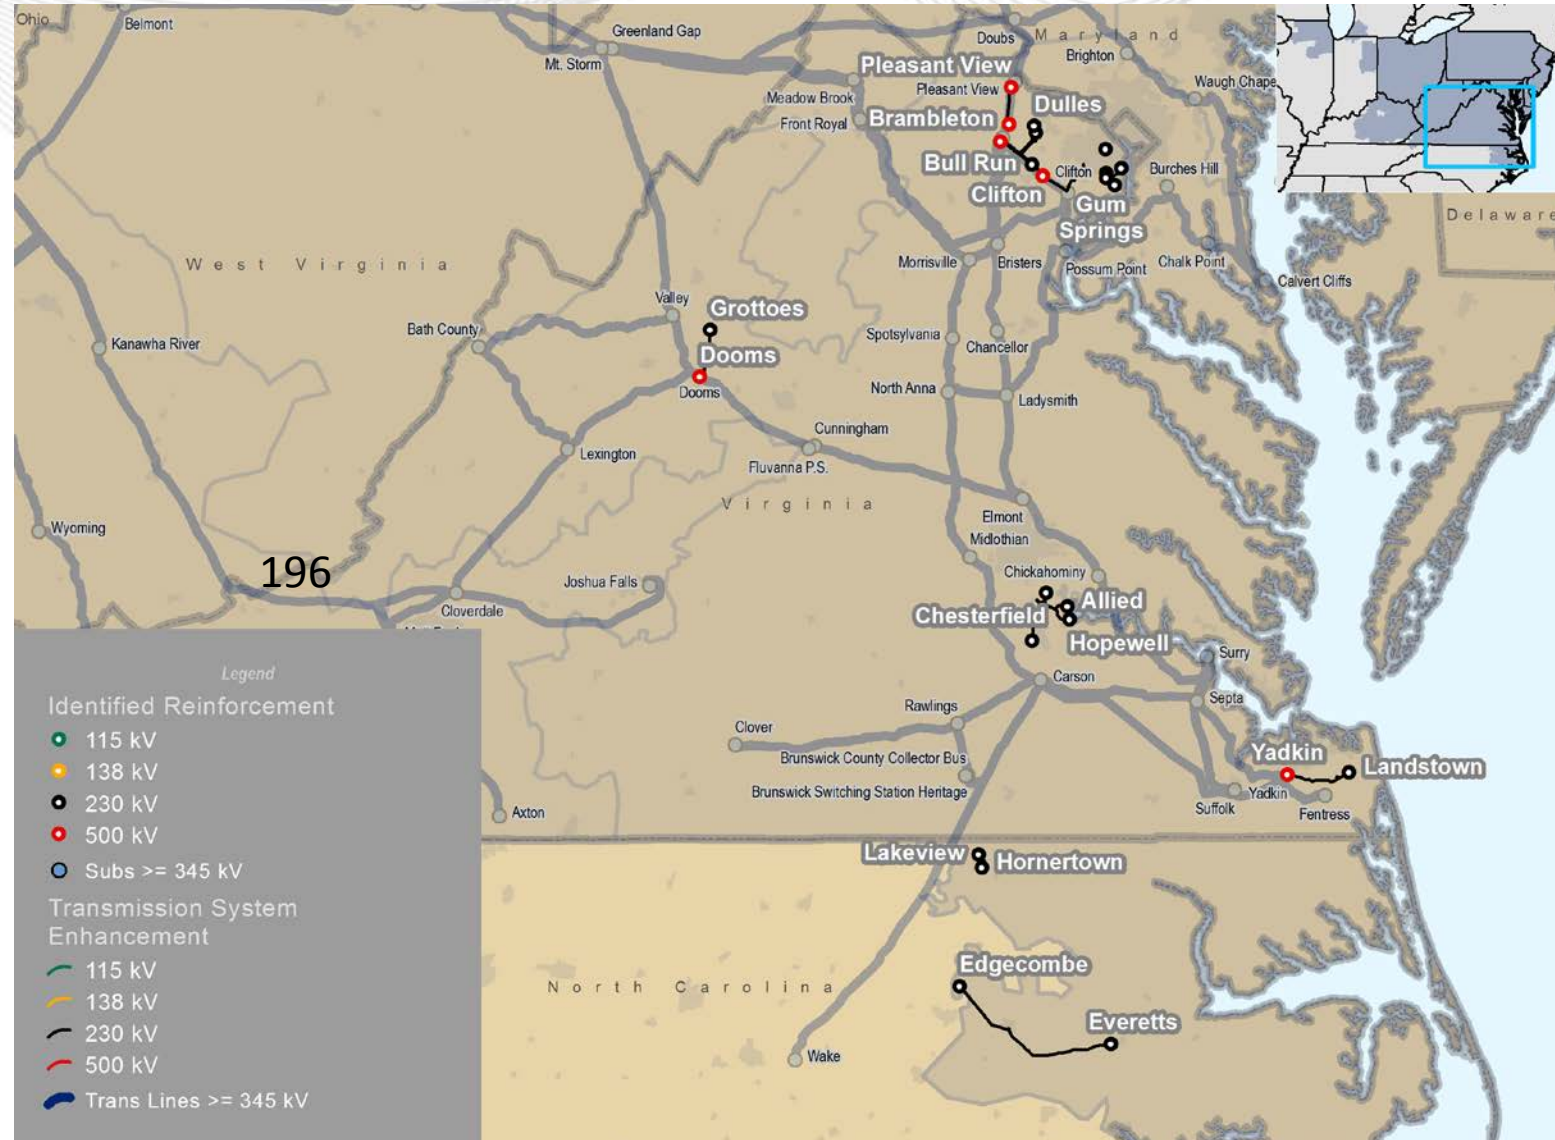 Ohio
Belmont
Greenland Gap
Mt. Storm
Doubs
Maryland
Brighton
Pleasant View
Pleasant View
Waugh Chape
Meadow Brook
Front Royal
Brambleton
Dulles
Bull Run
Clifton
Clifton
Burches Hill
Gum
Springs
Delaware
West Virginia
Morrisville
Bristers
Possum Point
Chalk Point
Calvert Cliffs
Valley
Grottoes
Bath County
Kanawha River
Spotsylvania
Chancellor
Dooms
Dooms
North Anna
Ladysmith
Cunningham
Lexington
Fluvanna P.S.
Virginia
Elmont
Wyoming
Midlothian
196
Joshua Falls
Chickahominy
Cloverdale
Chesterfield
Allied
Hopewell
Surry
Carson
Septa
Rawlings
Clover
Brunswick County Collector Bus
Brunswick Switching Station Heritage
Yadkin
Landstown
Yadkin
Suffolk
Fentress
Axton
Lakeview
Hornertown
Edgecombe
North Carolina
Everetts
Wake
Legend
Identified Reinforcement
115 kV
138 kV
230 kV
500 kV
Subs >= 345 kV
Transmission System
Enhancement
115 kV
138 kV
230 kV
500 kV
Trans Lines >= 345 kV